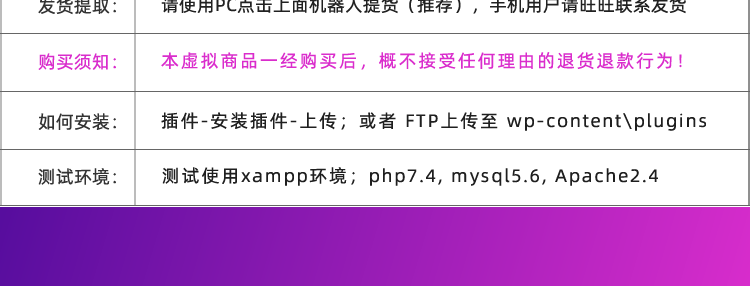 发货提取： 请使用PC点击上面机器人提货（推荐），手机用户请旺旺联系发货
购买须知： 本虚拟商品一经购买后，概不接受任何理由的退货退款行为！
如何安装： 插件-安装插件-上传；或者 FTP上传至 wp-content\plugins
测试环境： 测试使用xampp环境；php7.4, mysql5.6, Apache2.4